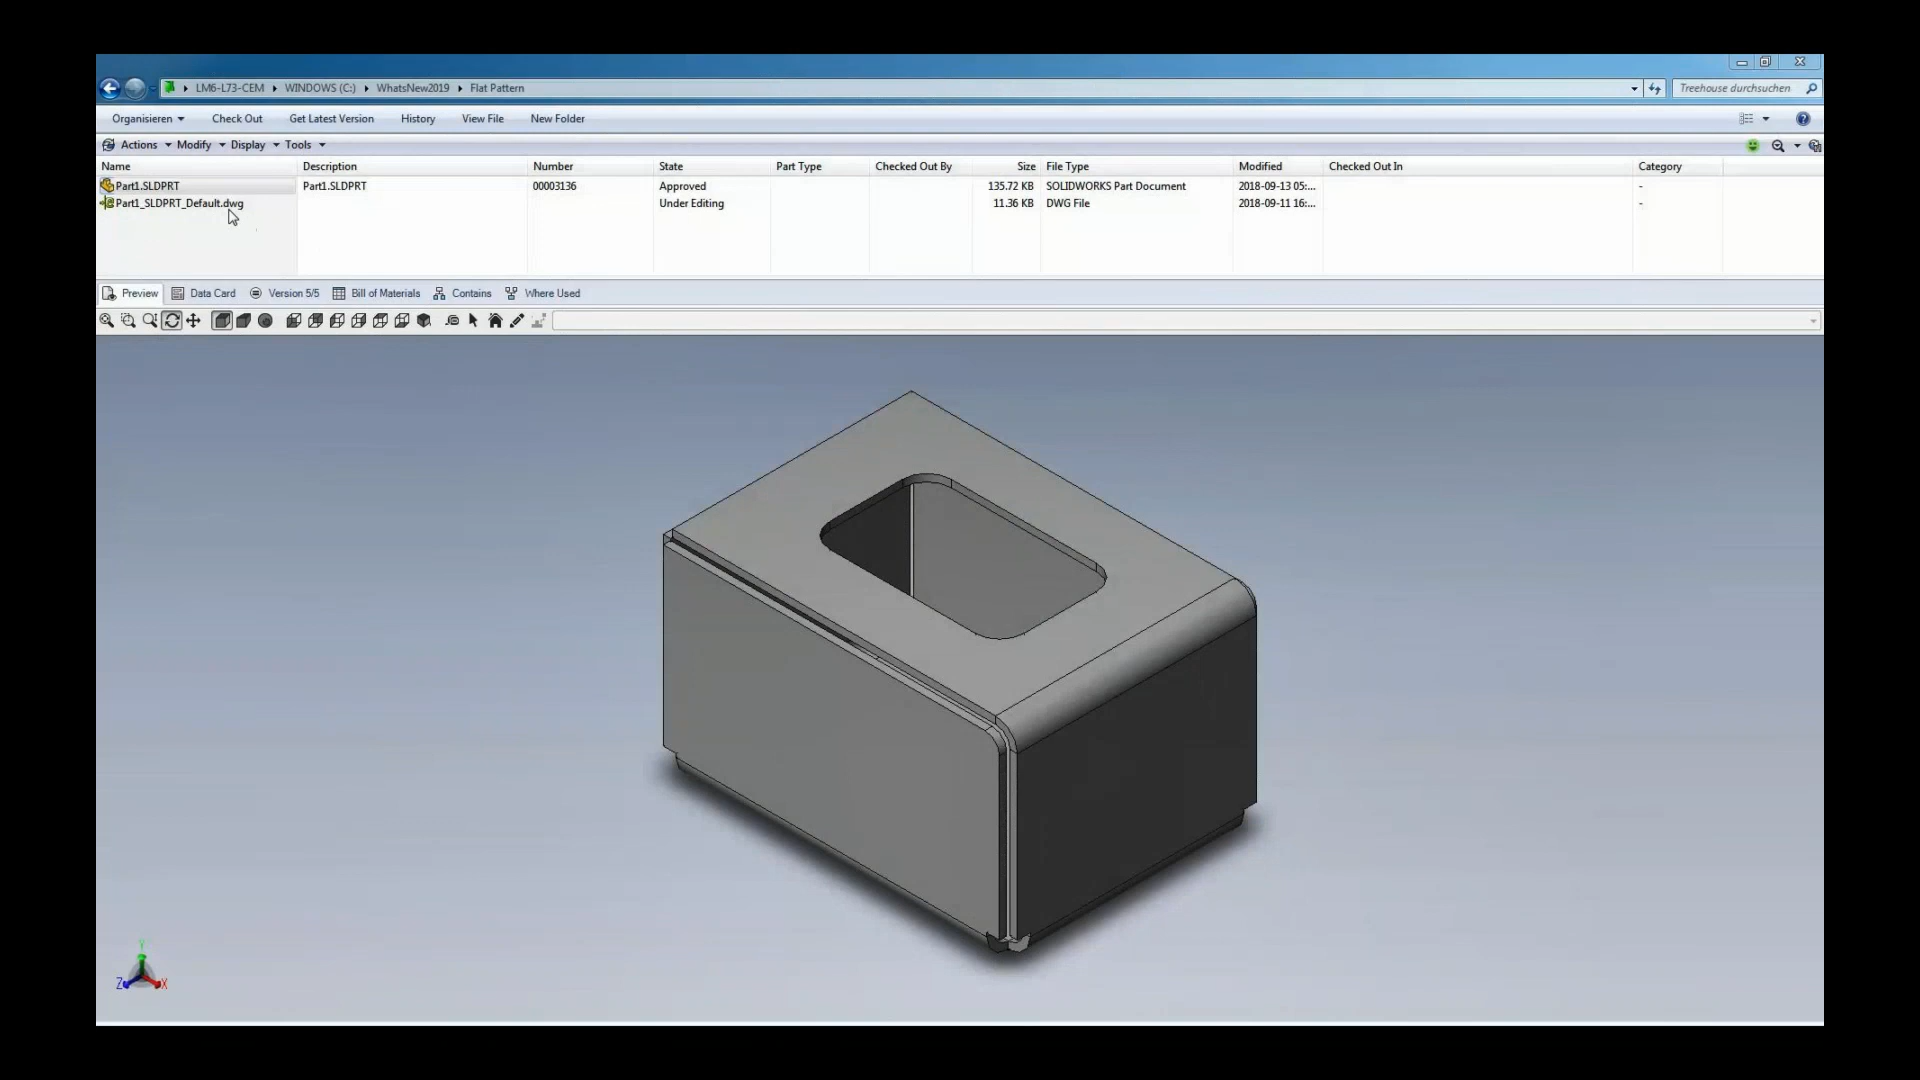 LM6-L73-CEM WINDOWS (C:) WhatsNew2019 Flat Pattern Treehouse durchsuchen
Organisieren Check Out Get Latest Version History View File New Folder
Actions Modify Display Tools
Name Description Number State Part Type Checked Out By Size File Type Modified Checked Out In Category
Part1.SLDPRT Part1.SLDPRT 00003136 Approved 135.72 KB SOLIDWORKS Part Document 2018-09-13 05:... -
Part1_SLDPRT_Default.dwg Under Editing 11.36 KB DWG File 2018-09-11 16:... -
Preview Data Card Version 5/5 Bill of Materials Contains Where Used
Y
Z X